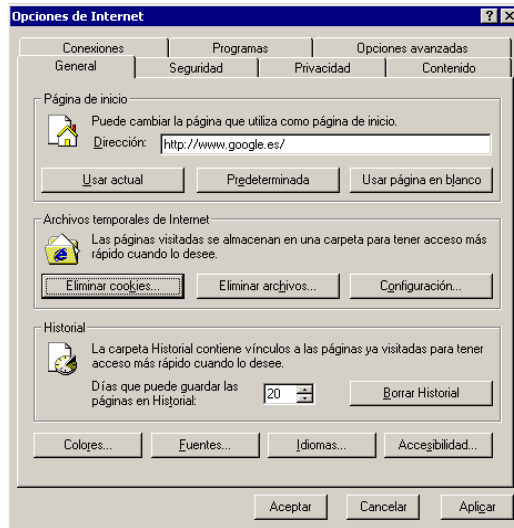 Opciones de Internet
Conexiones Programas Opciones avanzadas
General Seguridad Privacidad Contenido
Página de inicio
Puede cambiar la página que utiliza como página de inicio.
Dirección: http://www.google.es/
Usar actual Predeterminada Usar página en blanco
Archivos temporales de Internet
Las páginas visitadas se almacenan en una carpeta para tener acceso más
rápido cuando lo desee.
Eliminar cookies... Eliminar archivos... Configuración...
Historial
La carpeta Historial contiene vínculos a las páginas ya visitadas para tener
acceso más rápido cuando lo desee.
Días que puede guardar las
páginas en Historial: 20 Borrar Historial
Colores... Fuentes... Idiomas... Accesibilidad...
Aceptar Cancelar Aplicar